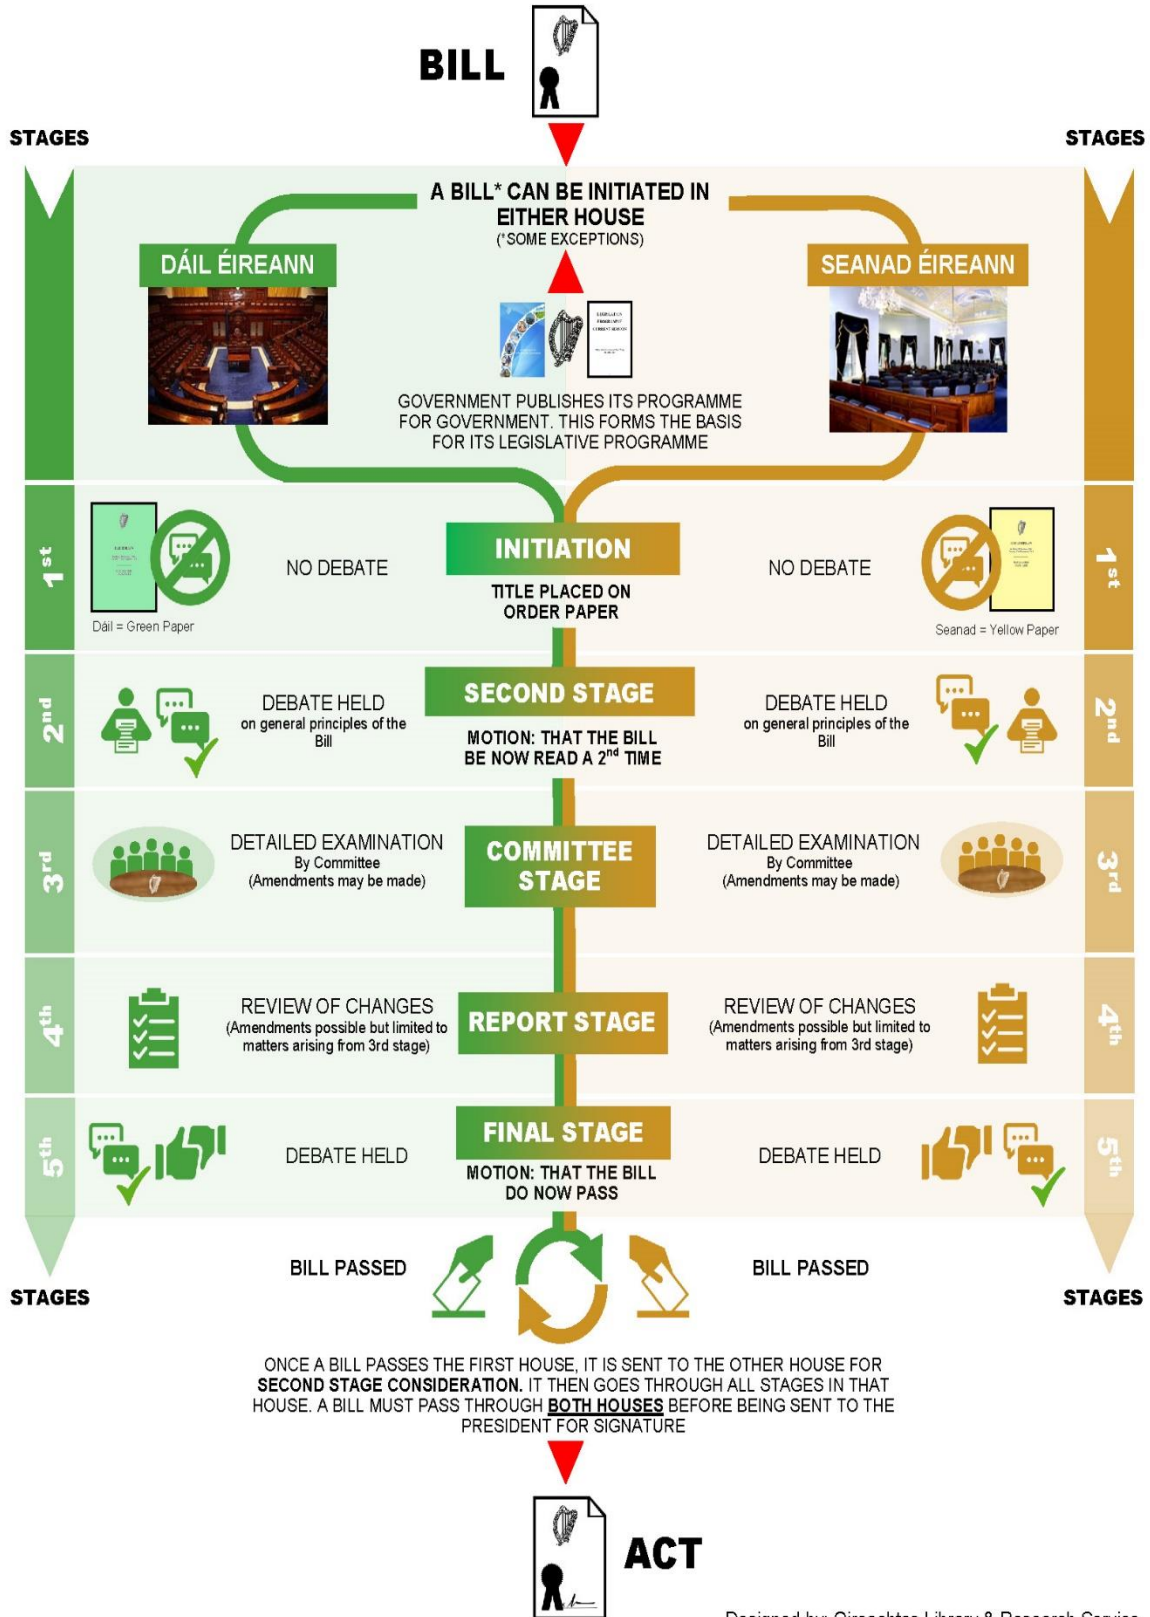 BILL
STAGES
STAGES
A BILL* CAN BE INITIATED IN
EITHER HOUSE
(*SOME EXCEPTIONS)
DÁIL ÉIREANN
SEANAD ÉIREANN
GOVERNMENT PUBLISHES ITS PROGRAMME
FOR GOVERNMENT. THIS FORMS THE BASIS
FOR ITS LEGISLATIVE PROGRAMME
1st
NO DEBATE
Dáil = Green Paper
INITIATION
TITLE PLACED ON
ORDER PAPER
NO DEBATE
Seanad = Yellow Paper
1st
2nd
DEBATE HELD
on general principles of the
Bill
SECOND STAGE
MOTION: THAT THE BILL
BE NOW READ A 2nd TIME
DEBATE HELD
on general principles of the
Bill
2nd
3rd
DETAILED EXAMINATION
By Committee
(Amendments may be made)
COMMITTEE
STAGE
DETAILED EXAMINATION
By Committee
(Amendments may be made)
3rd
4th
REVIEW OF CHANGES
(Amendments possible but limited to
matters arising from 3rd stage)
REPORT STAGE
REVIEW OF CHANGES
(Amendments possible but limited to
matters arising from 3rd stage)
4th
5th
DEBATE HELD
FINAL STAGE
MOTION: THAT THE BILL
DO NOW PASS
DEBATE HELD
5th
STAGES
BILL PASSED
BILL PASSED
STAGES
ONCE A BILL PASSES THE FIRST HOUSE, IT IS SENT TO THE OTHER HOUSE FOR
SECOND STAGE CONSIDERATION. IT THEN GOES THROUGH ALL STAGES IN THAT
HOUSE. A BILL MUST PASS THROUGH BOTH HOUSES BEFORE BEING SENT TO THE
PRESIDENT FOR SIGNATURE
ACT